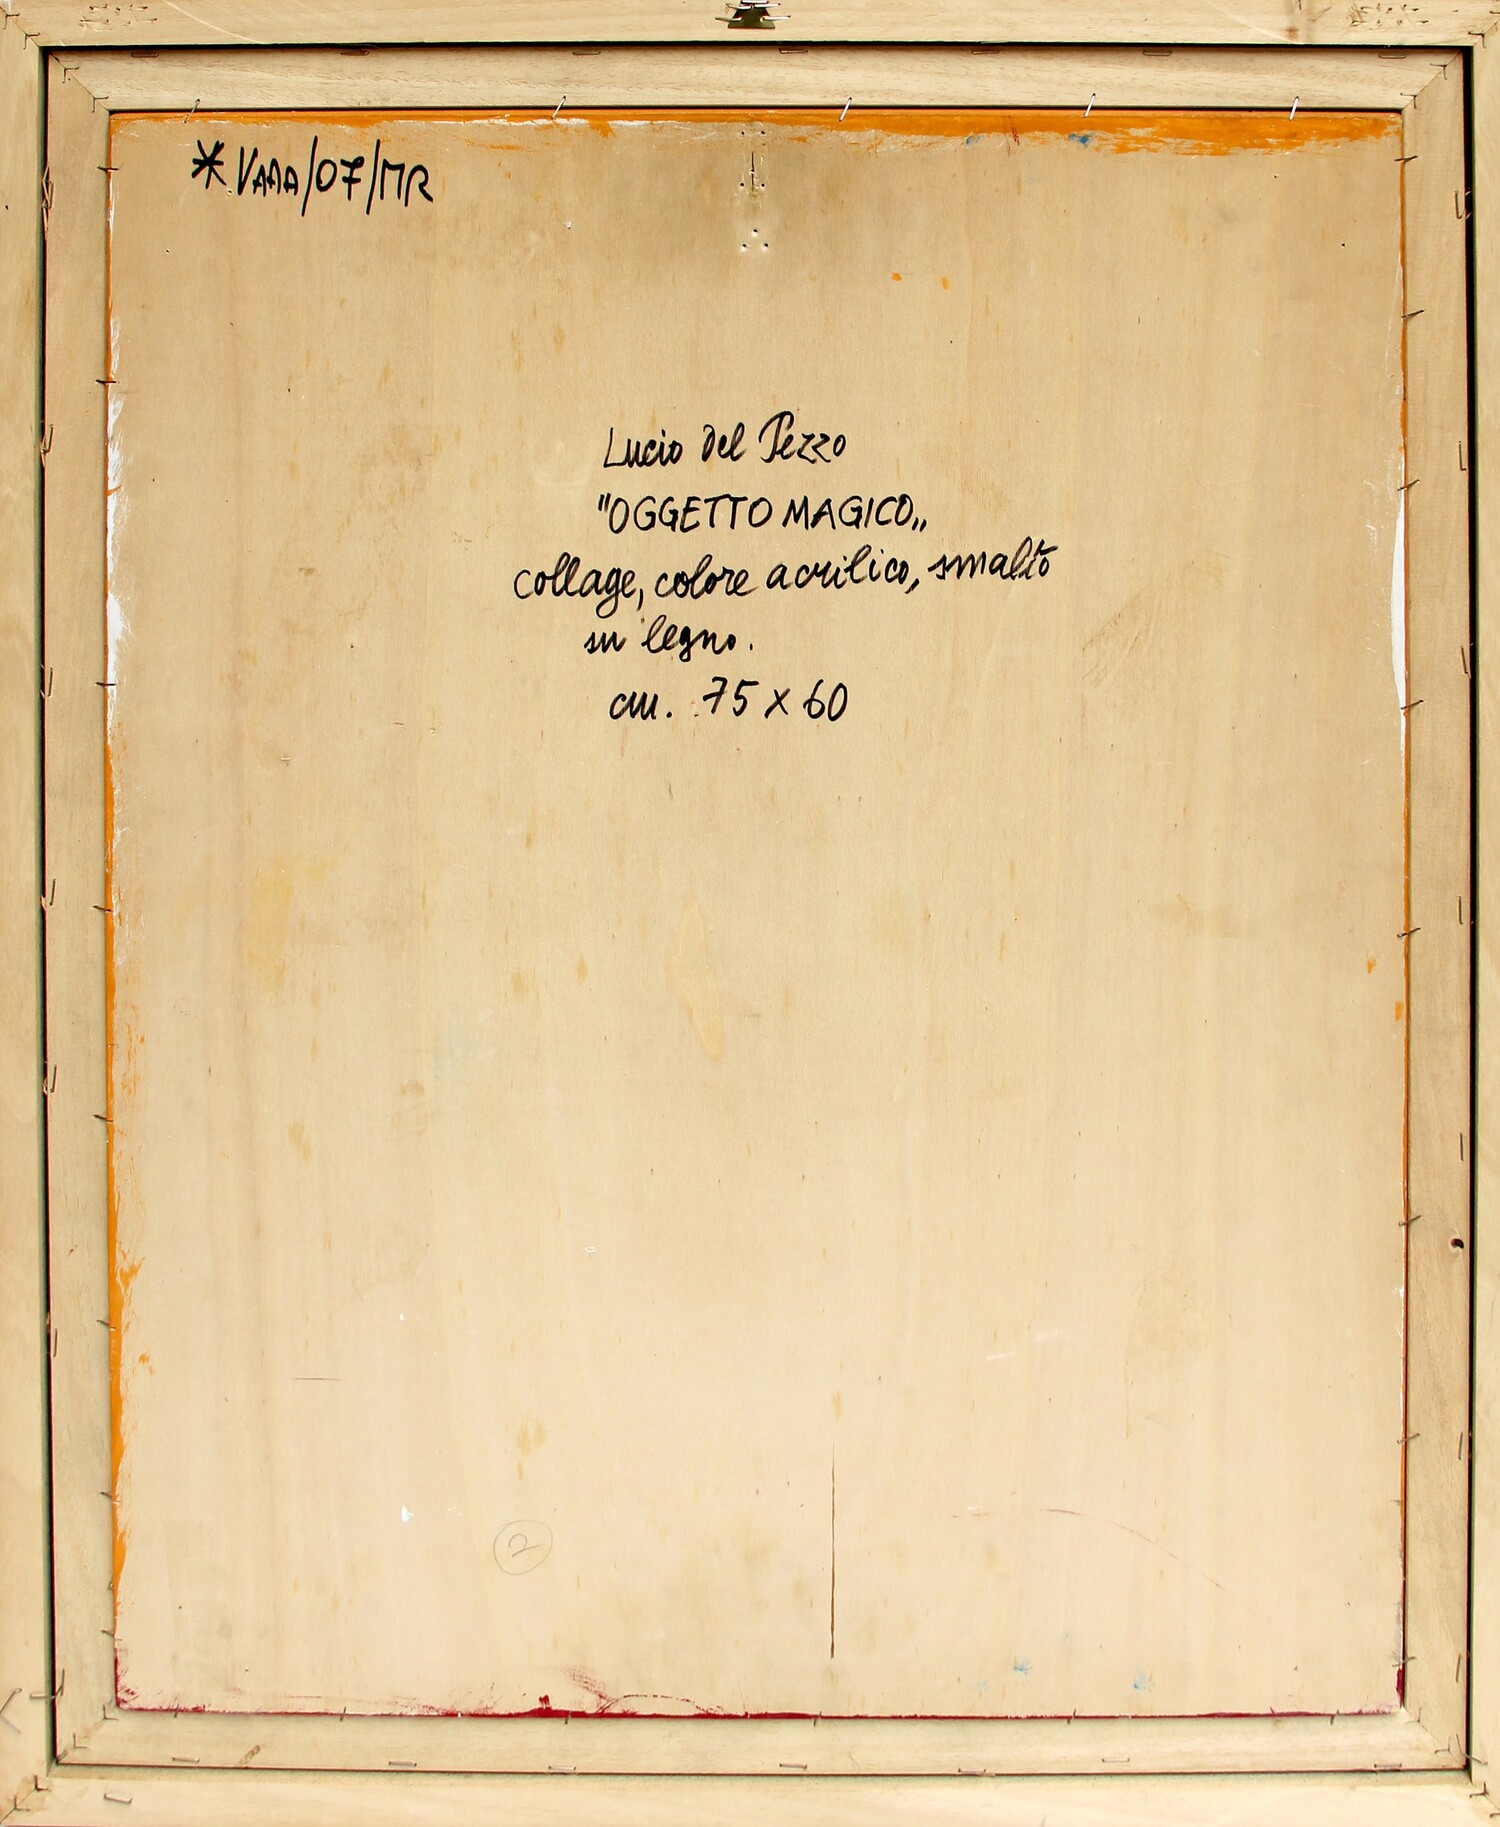 * VAAA/07/MR
Lucio Del Pezzo
"OGGETTO MAGICO„
collage, colore acrilico, smalto
su legno.
cm. 75 x 60
2